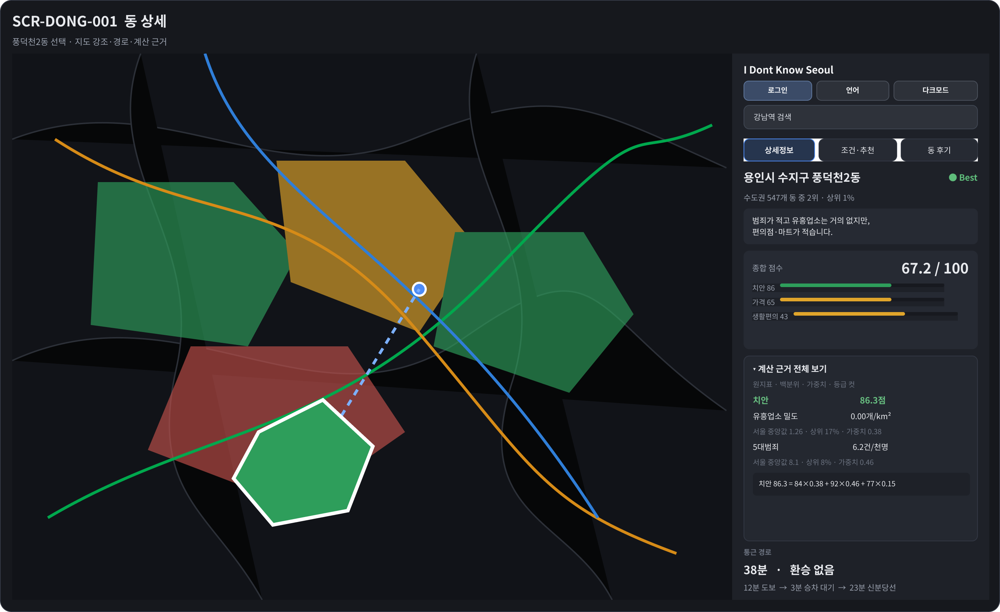 SCR-DONG-001 동 상세
풍덕천2동 선택 · 지도 강조·경로·계산 근거
I Dont Know Seoul
로그인 언어 다크모드
강남역 검색
상세정보 조건·추천 동 후기
용인시 수지구 풍덕천2동 Best
수도권 547개 동 중 2위 · 상위 1%
범죄가 적고 유흥업소는 거의 없지만,
편의점·마트가 적습니다.
종합 점수 67.2 / 100
치안 86
가격 65
생활편의 43
▾ 계산 근거 전체 보기
원지표 · 백분위 · 가중치 · 등급 컷
치안 86.3점
유흥업소 밀도 0.00개/km²
서울 중앙값 1.26 · 상위 17% · 가중치 0.38
5대범죄 6.2건/천명
서울 중앙값 8.1 · 상위 8% · 가중치 0.46
치안 86.3 = 84×0.38 + 92×0.46 + 77×0.15
통근 경로
38분 · 환승 없음
12분 도보 → 3분 승차 대기 → 23분 신분당선